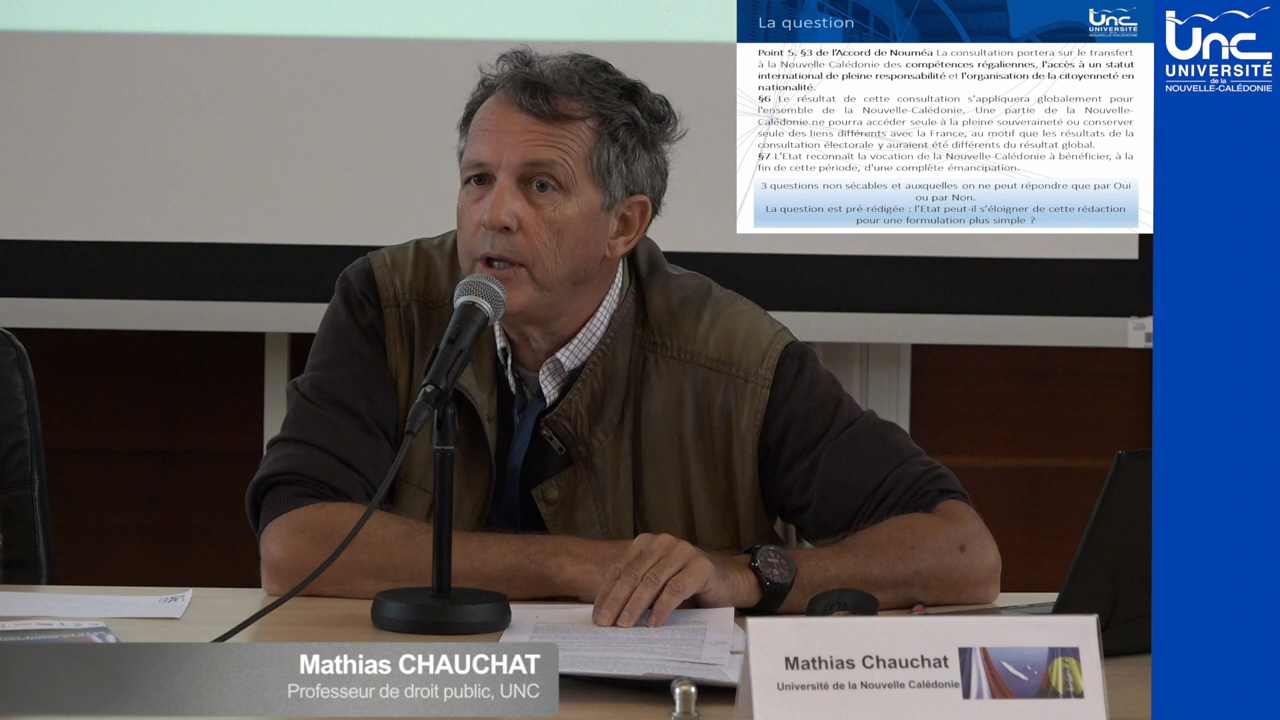 La question
unc
UNIVERSITÉ
NOUVELLE-CALÉDONIE
Point 5, §3 de l'Accord de Nouméa La consultation portera sur le transfert
à la Nouvelle-Calédonie des compétences régaliennes, l'accès à un statut
international de pleine responsabilité et l'organisation de la citoyenneté en
nationalité.
§6 Le résultat de cette consultation s'appliquera globalement pour
l'ensemble de la Nouvelle-Calédonie. Une partie de la Nouvelle-
Calédonie ne pourra accéder seule à la pleine souveraineté ou conserver
seule des liens différents avec la France, au motif que les résultats de la
consultation électorale y auraient été différents du résultat global.
§7 L'Etat reconnaît la vocation de la Nouvelle-Calédonie à bénéficier, à la
fin de cette période, d'une complète émancipation.
3 questions non sécables et auxquelles on ne peut répondre que par Oui
ou par Non.
La question est pré-rédigée : l'Etat peut-il s'éloigner de cette rédaction
pour une formulation plus simple ?
unc
UNIVERSITÉ
de la
NOUVELLE-CALÉDONIE
Mathias CHAUCHAT
Professeur de droit public, UNC
Mathias Chauchat
Université de la Nouvelle Calédonie